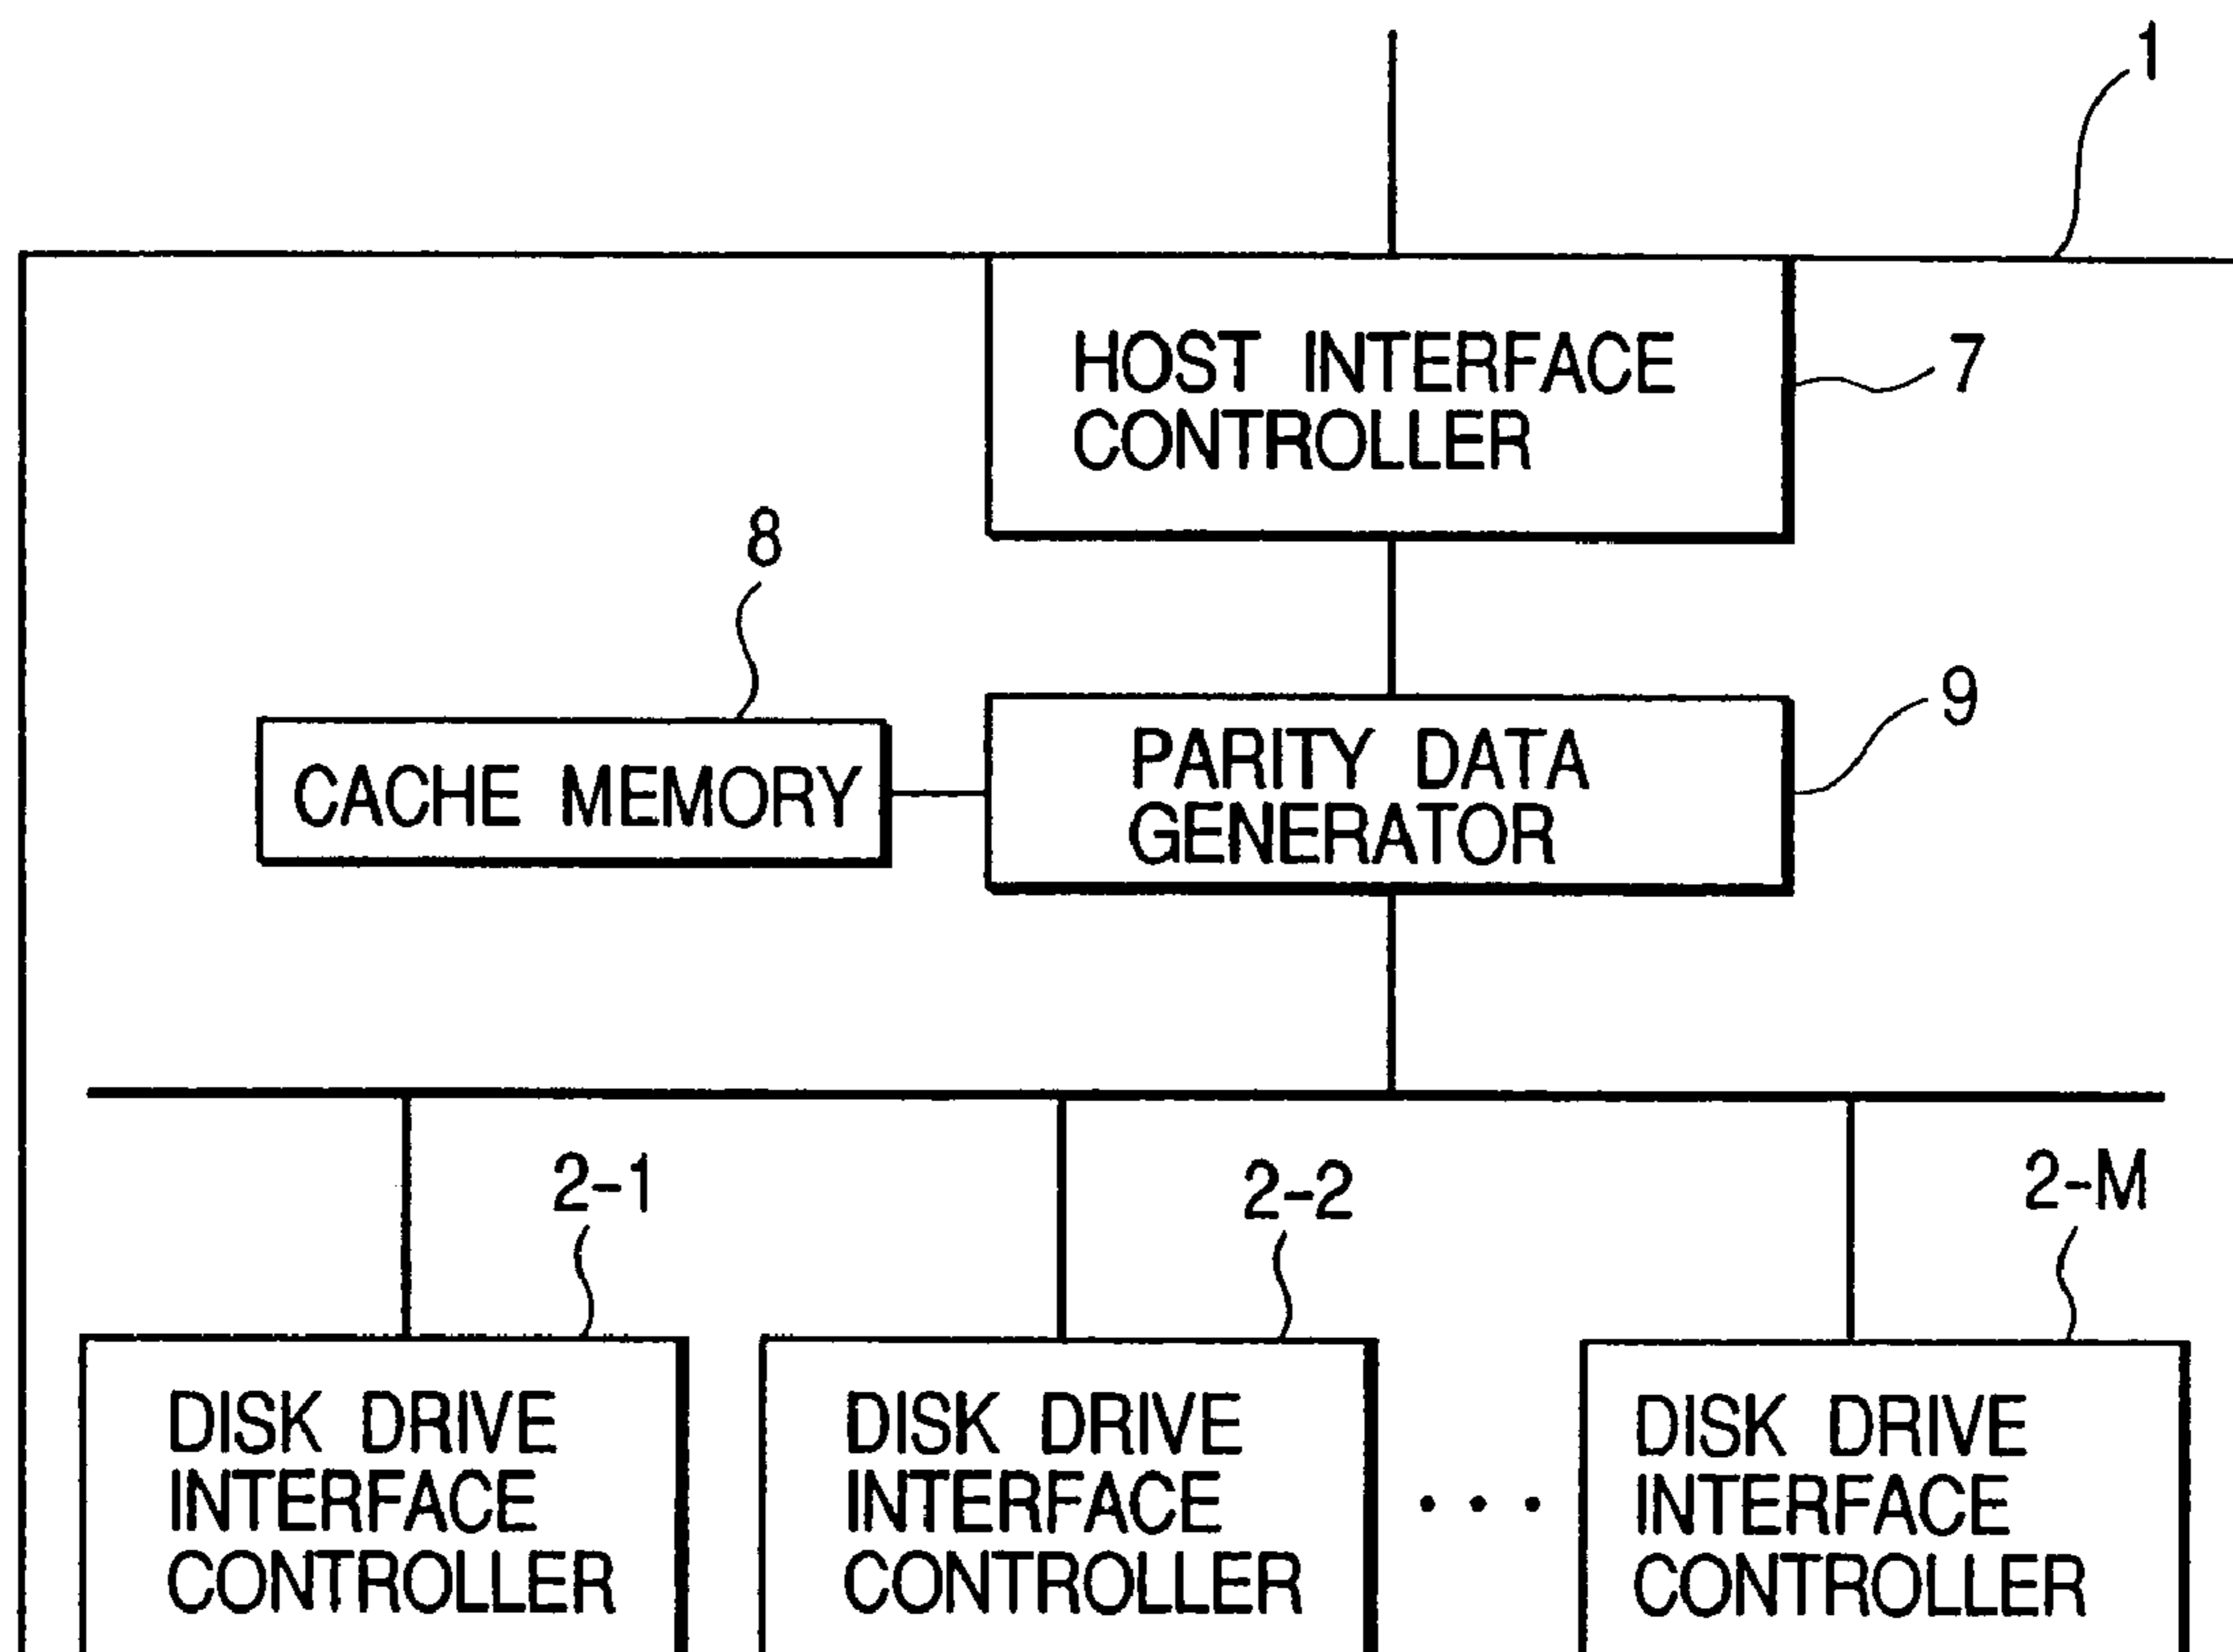 1
HOST INTERFACE
CONTROLLER
7
8
9
CACHE MEMORY
PARITY DATA
GENERATOR
2-1
2-2
2-M
DISK DRIVE
INTERFACE
CONTROLLER
DISK DRIVE
INTERFACE
CONTROLLER
• • •
DISK DRIVE
INTERFACE
CONTROLLER